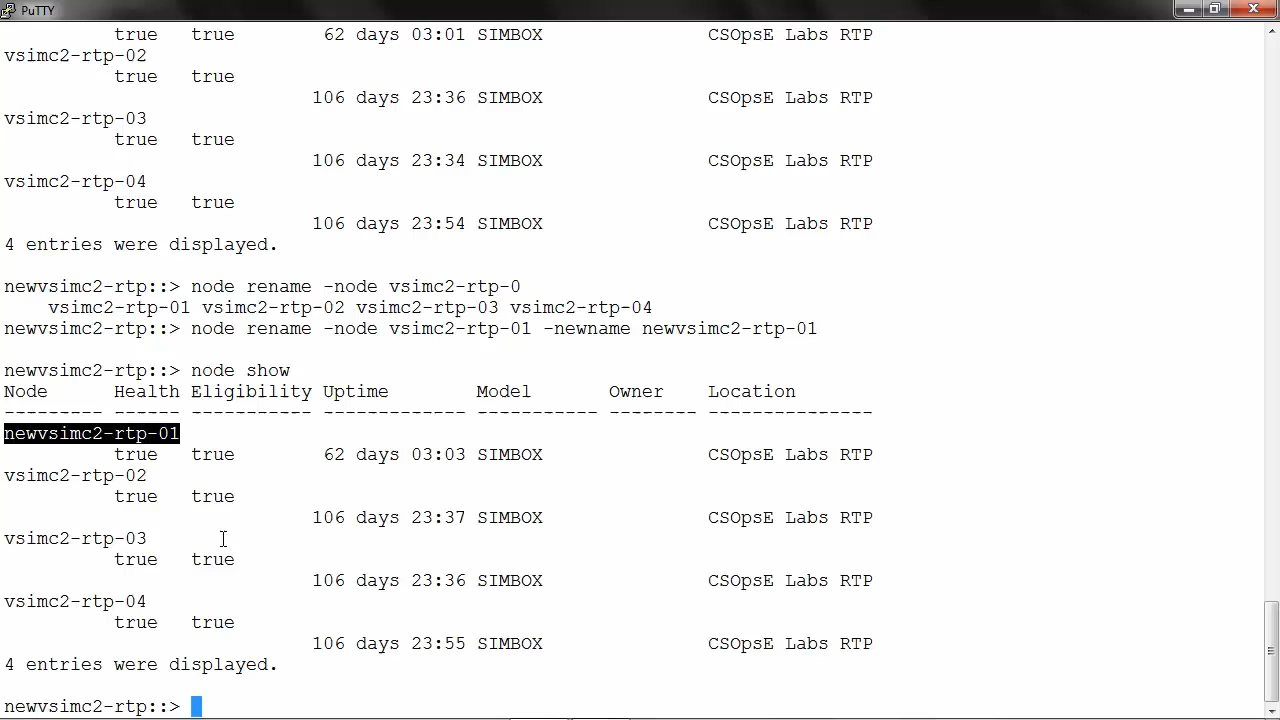 PuTTY
true true 62 days 03:01 SIMBOX CSOpsE Labs RTP
vsimc2-rtp-02
true true
106 days 23:36 SIMBOX CSOpsE Labs RTP
vsimc2-rtp-03
true true
106 days 23:34 SIMBOX CSOpsE Labs RTP
vsimc2-rtp-04
true true
106 days 23:54 SIMBOX CSOpsE Labs RTP
4 entries were displayed.
newvsimc2-rtp::> node rename -node vsimc2-rtp-0
vsimc2-rtp-01 vsimc2-rtp-02 vsimc2-rtp-03 vsimc2-rtp-04
newvsimc2-rtp::> node rename -node vsimc2-rtp-01 -newname newvsimc2-rtp-01
newvsimc2-rtp::> node show
Node Health Eligibility Uptime Model Owner Location
--------- ------ ----------- ------------- ----------- -------- ---------------
newvsimc2-rtp-01
true true 62 days 03:03 SIMBOX CSOpsE Labs RTP
vsimc2-rtp-02
true true
106 days 23:37 SIMBOX CSOpsE Labs RTP
vsimc2-rtp-03
true true
106 days 23:36 SIMBOX CSOpsE Labs RTP
vsimc2-rtp-04
true true
106 days 23:55 SIMBOX CSOpsE Labs RTP
4 entries were displayed.
newvsimc2-rtp::>